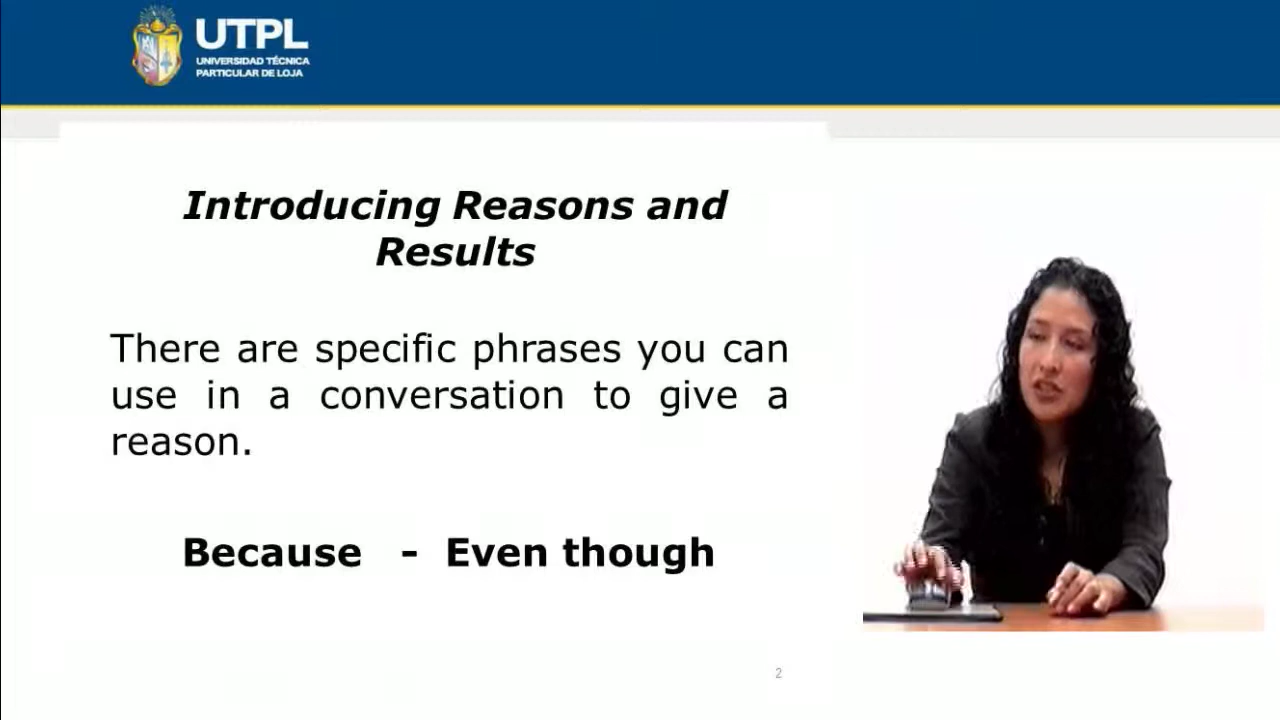 UTPL
UNIVERSIDAD TÉCNICA
PARTICULAR DE LOJA
Introducing Reasons and
Results
There are specific phrases you can
use in a conversation to give a
reason.
Because - Even though
2